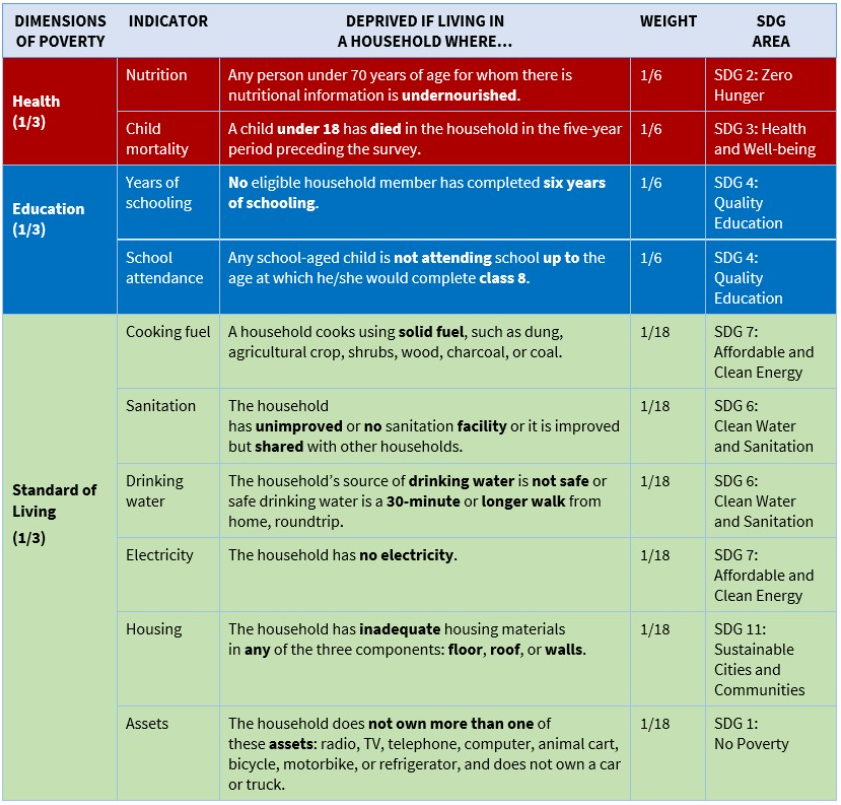 DIMENSIONS
OF POVERTY
INDICATOR
DEPRIVED IF LIVING IN
A HOUSEHOLD WHERE...
WEIGHT
SDG
AREA
Health
(1/3)
Nutrition
Any person under 70 years of age for whom there is
nutritional information is undernourished.
1/6
SDG 2: Zero
Hunger
Child
mortality
A child under 18 has died in the household in the five-year
period preceding the survey.
1/6
SDG 3: Health
and Well-being
Education
(1/3)
Years of
schooling
No eligible household member has completed six years
of schooling.
1/6
SDG 4:
Quality
Education
School
attendance
Any school-aged child is not attending school up to the
age at which he/she would complete class 8.
1/6
SDG 4:
Quality
Education
Standard of
Living
(1/3)
Cooking fuel
A household cooks using solid fuel, such as dung,
agricultural crop, shrubs, wood, charcoal, or coal.
1/18
SDG 7:
Affordable and
Clean Energy
Sanitation
The household
has unimproved or no sanitation facility or it is improved
but shared with other households.
1/18
SDG 6:
Clean Water
and Sanitation
Drinking
water
The household's source of drinking water is not safe or
safe drinking water is a 30-minute or longer walk from
home, roundtrip.
1/18
SDG 6:
Clean Water
and Sanitation
Electricity
The household has no electricity.
1/18
SDG 7:
Affordable and
Clean Energy
Housing
The household has inadequate housing materials
in any of the three components: floor, roof, or walls.
1/18
SDG 11:
Sustainable
Cities and
Communities
Assets
The household does not own more than one of
these assets: radio, TV, telephone, computer, animal cart,
bicycle, motorbike, or refrigerator, and does not own a car
or truck.
1/18
SDG 1:
No Poverty